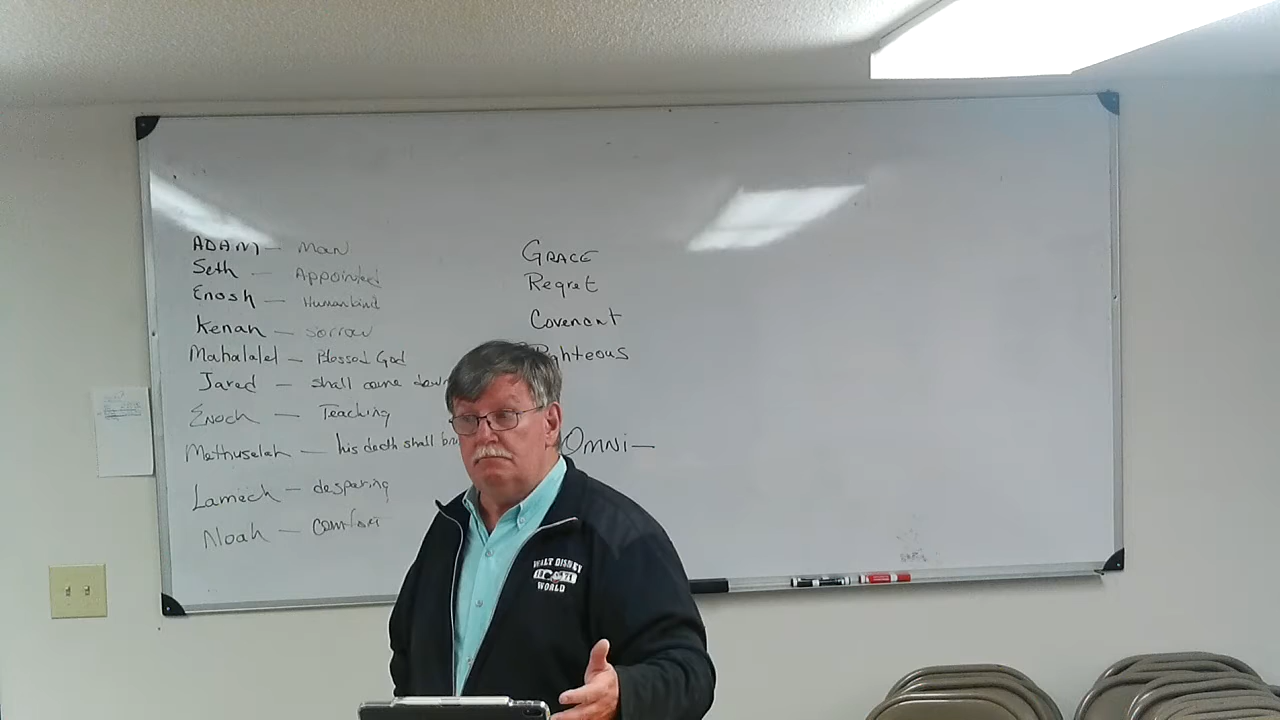 ADAM — Man
Seth — Appointed
Enosh — Humankind
Kenan — Sorrow
Mahalalel — Blessed God
Jared — shall come down
Enoch — Teaching
Methuselah — his death shall
Lamech — despairing
Noah — comfort
GRACE
Regret
Covenant
Righteous
Omni—
WALT DISNEY
WORLD